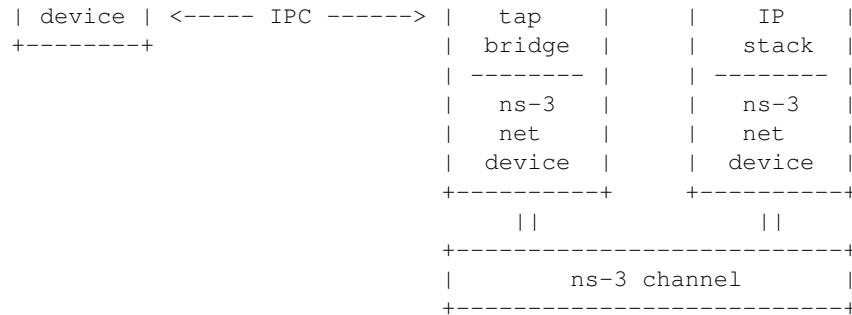 | device | <----- IPC ------> |    tap   |    |    IP    |
+--------+                    |  bridge  |    |   stack  |
                              | -------- |    | -------- |
                              |   ns-3   |    |   ns-3   |
                              |   net    |    |   net    |
                              |  device  |    |  device  |
                              +----------+    +----------+
                                   ||              ||
                              +--------------------------+
                              |       ns-3 channel       |
                              +--------------------------+